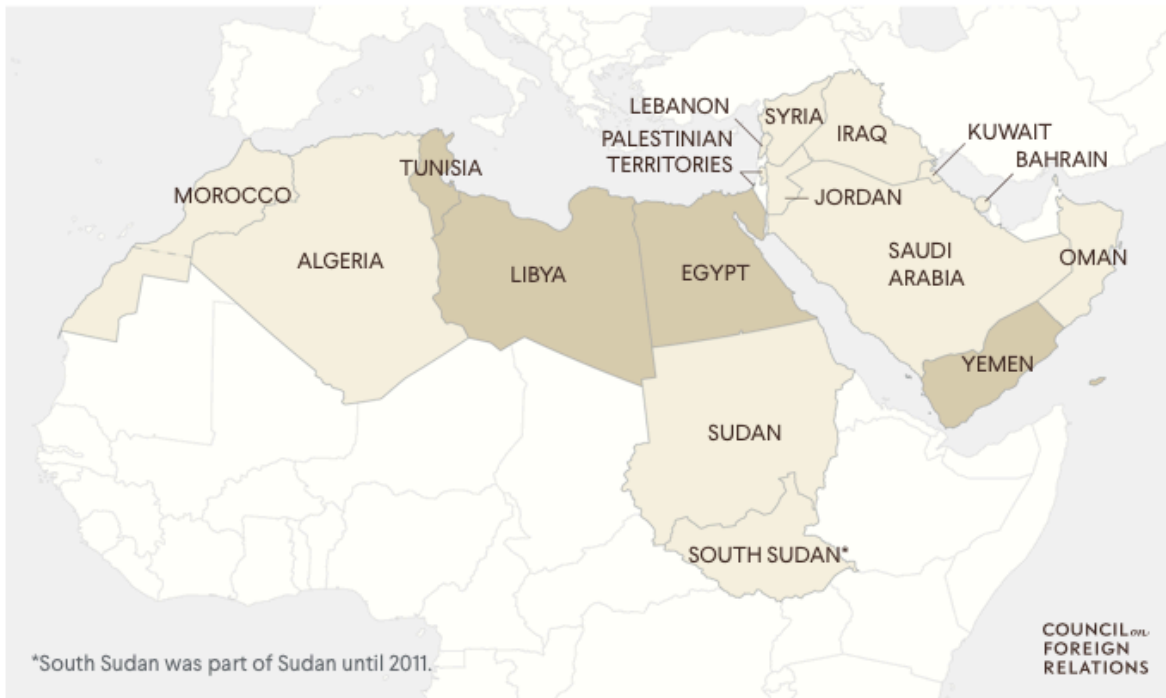 LEBANON
SYRIA
PALESTINIAN
TERRITORIES
IRAQ
KUWAIT
BAHRAIN
TUNISIA
MOROCCO
JORDAN
ALGERIA
LIBYA
EGYPT
SAUDI
ARABIA
OMAN
YEMEN
SUDAN
SOUTH SUDAN*
*South Sudan was part of Sudan until 2011.
COUNCIL on
FOREIGN
RELATIONS